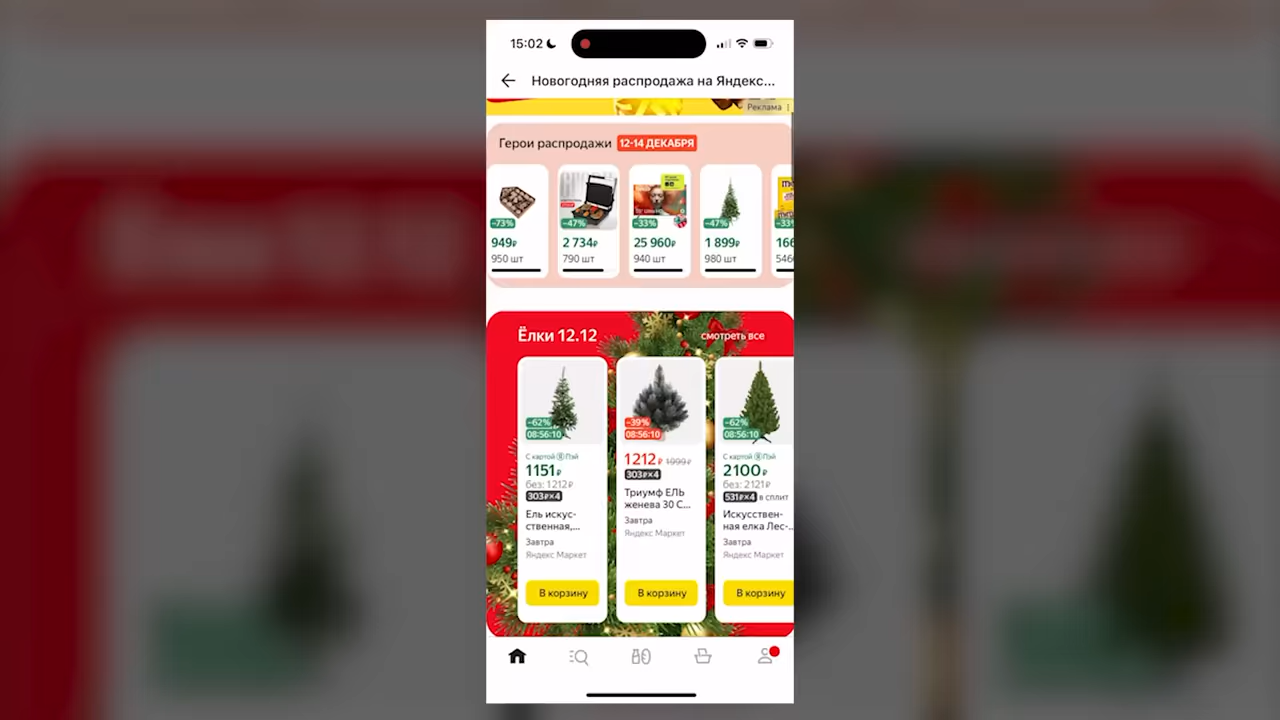 15:02
Новогодняя распродажа на Яндекс...
Реклама
Герои распродажи 12-14 ДЕКАБРЯ
-73% -47% -33% -47% -33%
949₽ 2 734₽ 25 960₽ 1 899₽ 166
950 шт 790 шт 940 шт 980 шт 546
Ёлки 12.12 смотреть все
-62% -39% -62%
08:56:10 08:56:10 08:56:10
С картой Пэй
1151₽
без: 1212₽
303₽×4
Ель искус-
ственная,...
Завтра
Яндекс Маркет
В корзину
1212₽ 1999₽
303₽×4
Триумф ЕЛЬ
женева 30 С...
Завтра
Яндекс Маркет
В корзину
С картой Пэй
2100₽
без: 2121₽
531₽×4 в сплит
Искусствен-
ная елка Лес-...
Завтра
Яндекс Маркет
В корзину